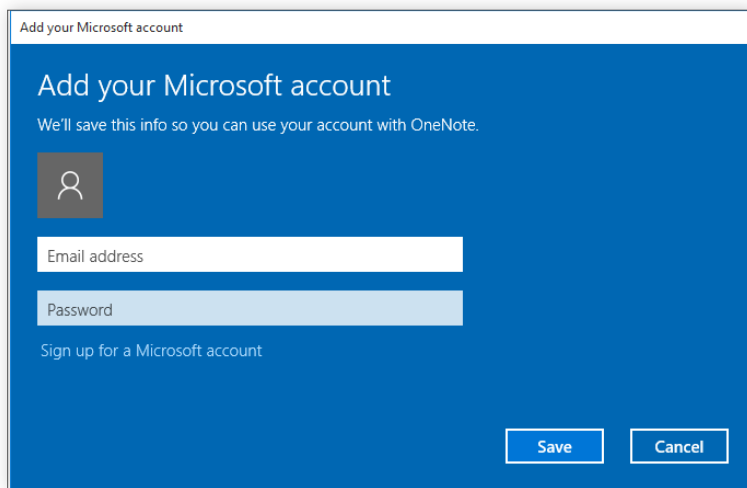 Add your Microsoft account
Add your Microsoft account
We'll save this info so you can use your account with OneNote.
Email address
Password
Sign up for a Microsoft account
Save
Cancel